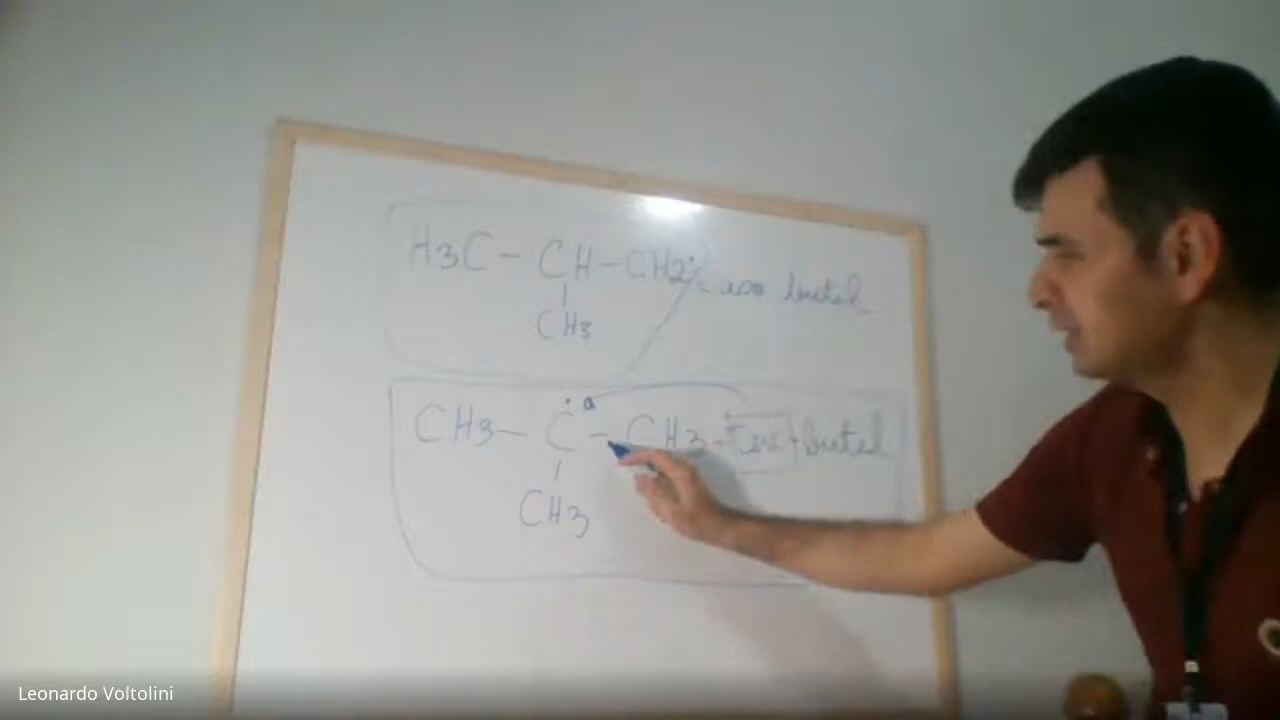 H3C - CH - CH2· - iso butil
CH3
CH3 - C - CH3 - Terc-butil
CH3
Leonardo Voltolini